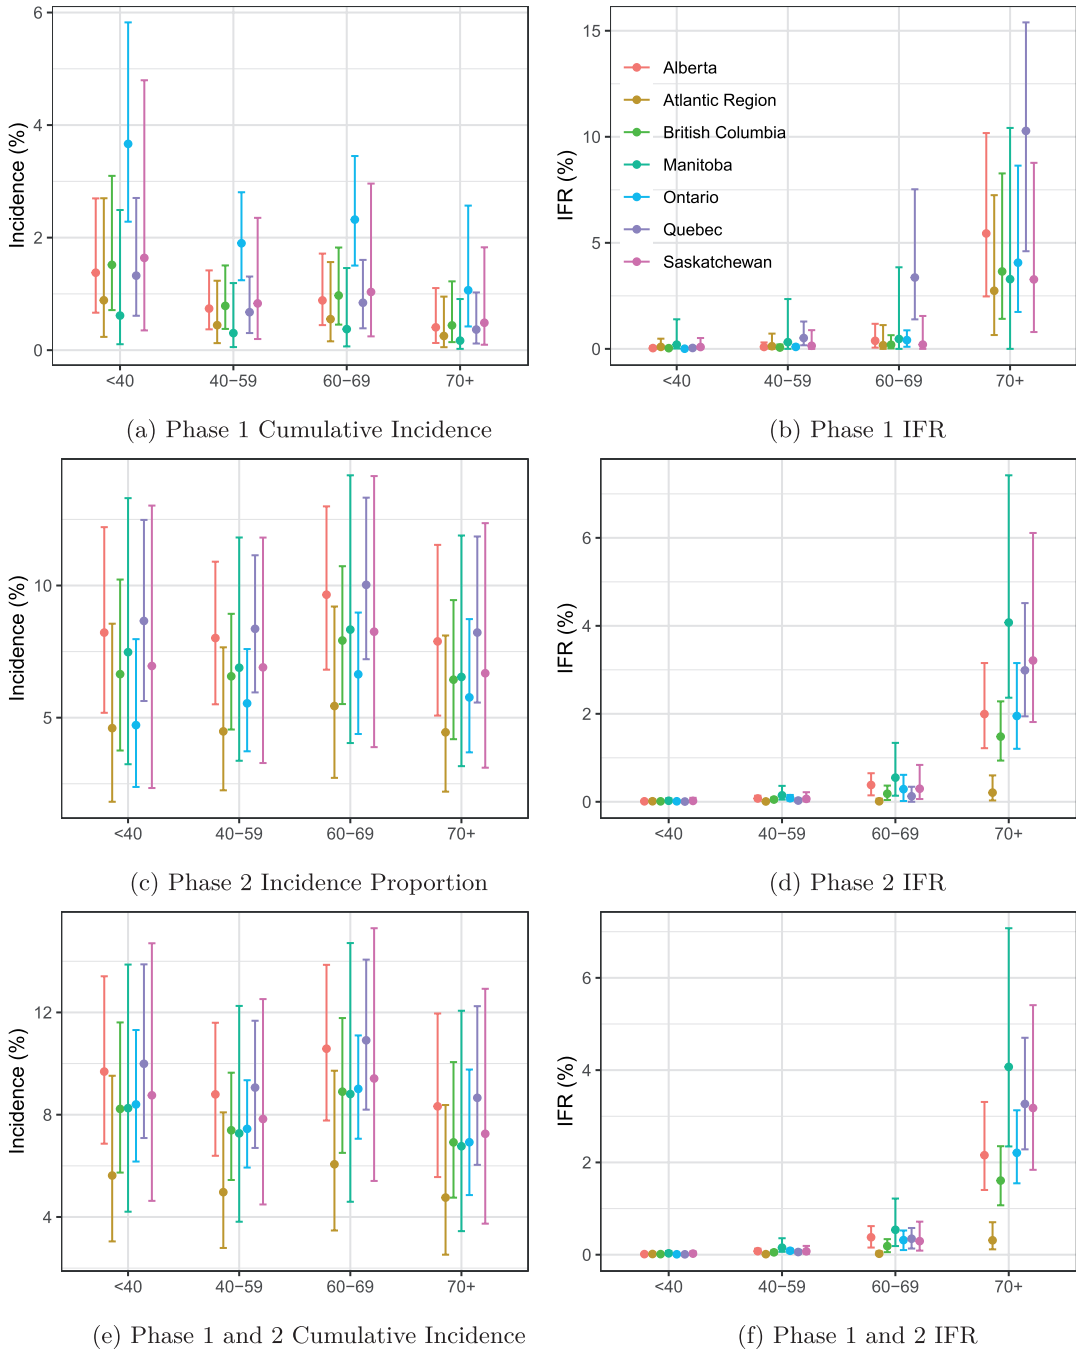 6
4
2
0
Incidence (%)
<40
40−59
60−69
70+
(a) Phase 1 Cumulative Incidence
15
10
5
0
IFR (%)
Alberta
Atlantic Region
British Columbia
Manitoba
Ontario
Quebec
Saskatchewan
<40
40−59
60−69
70+
(b) Phase 1 IFR
10
5
Incidence (%)
<40
40−59
60−69
70+
(c) Phase 2 Incidence Proportion
6
4
2
0
IFR (%)
<40
40−59
60−69
70+
(d) Phase 2 IFR
12
8
4
Incidence (%)
<40
40−59
60−69
70+
(e) Phase 1 and 2 Cumulative Incidence
6
4
2
0
IFR (%)
<40
40−59
60−69
70+
(f) Phase 1 and 2 IFR